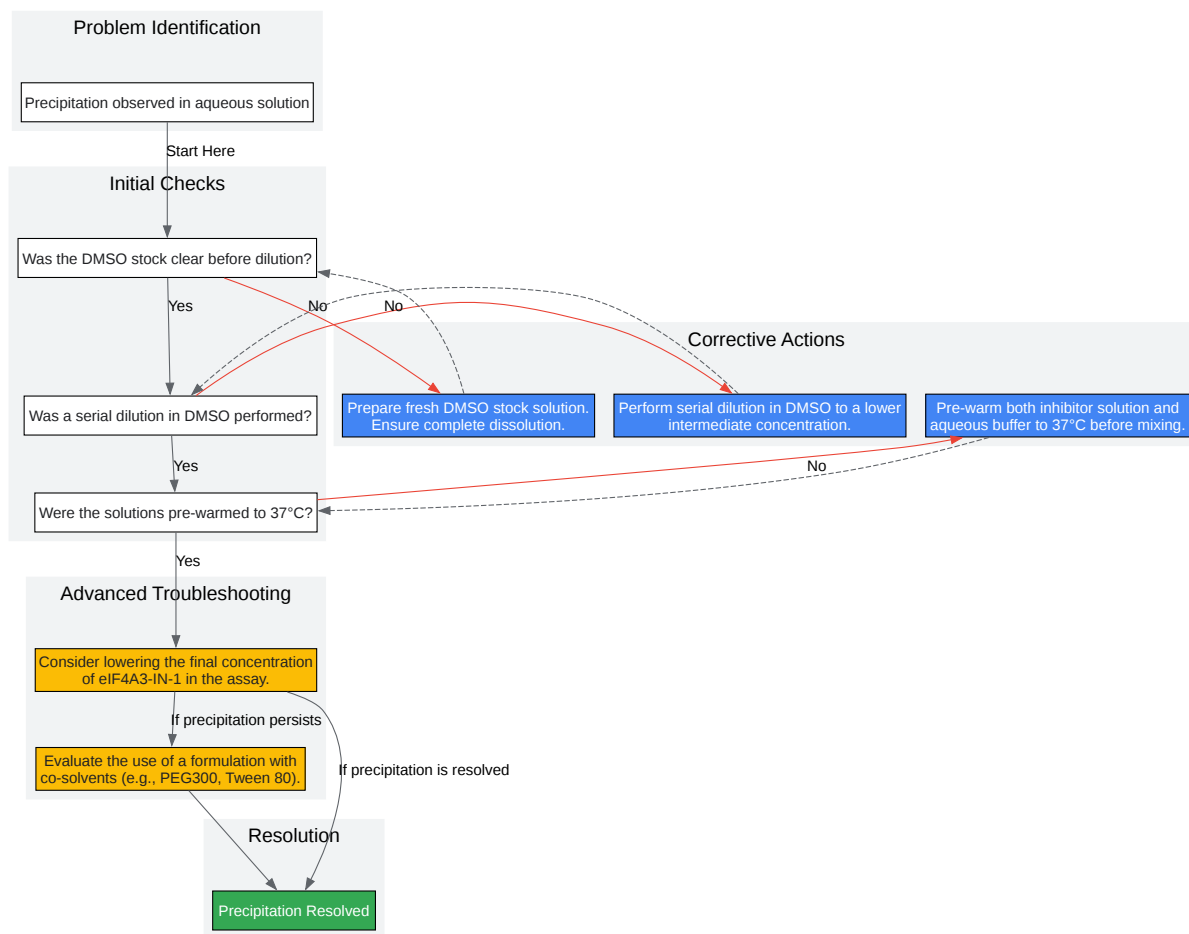 Problem Identification
Precipitation observed in aqueous solution
Start Here
Initial Checks
Was the DMSO stock clear before dilution?
Yes
No
No
Corrective Actions
Was a serial dilution in DMSO performed?
Prepare fresh DMSO stock solution.
Ensure complete dissolution.
Perform serial dilution in DMSO to a lower
intermediate concentration.
Pre-warm both inhibitor solution and
aqueous buffer to 37°C before mixing.
Yes
No
Were the solutions pre-warmed to 37°C?
Yes
Advanced Troubleshooting
Consider lowering the final concentration
of eIF4A3-IN-1 in the assay.
If precipitation persists
Evaluate the use of a formulation with
co-solvents (e.g., PEG300, Tween 80).
If precipitation is resolved
Resolution
Precipitation Resolved